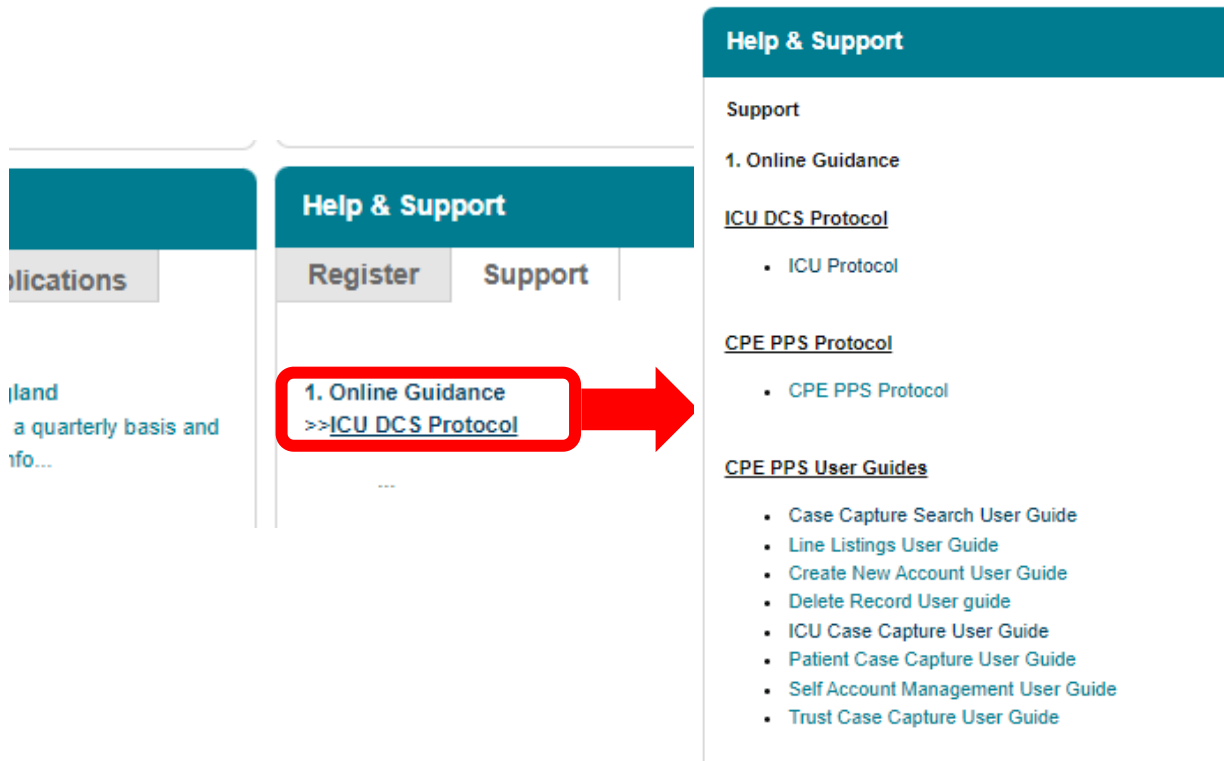 lications
gland
a quarterly basis and
nfo...
Help & Support
Register Support
1. Online Guidance
>>ICU DCS Protocol
...
Help & Support
Support
1. Online Guidance
ICU DCS Protocol
• ICU Protocol
CPE PPS Protocol
• CPE PPS Protocol
CPE PPS User Guides
• Case Capture Search User Guide
• Line Listings User Guide
• Create New Account User Guide
• Delete Record User guide
• ICU Case Capture User Guide
• Patient Case Capture User Guide
• Self Account Management User Guide
• Trust Case Capture User Guide